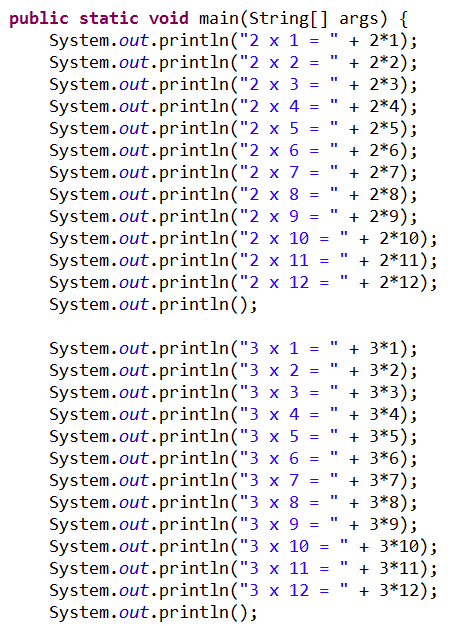 public static void main(String[] args) {
    System.out.println("2 x 1 = " + 2*1);
    System.out.println("2 x 2 = " + 2*2);
    System.out.println("2 x 3 = " + 2*3);
    System.out.println("2 x 4 = " + 2*4);
    System.out.println("2 x 5 = " + 2*5);
    System.out.println("2 x 6 = " + 2*6);
    System.out.println("2 x 7 = " + 2*7);
    System.out.println("2 x 8 = " + 2*8);
    System.out.println("2 x 9 = " + 2*9);
    System.out.println("2 x 10 = " + 2*10);
    System.out.println("2 x 11 = " + 2*11);
    System.out.println("2 x 12 = " + 2*12);
    System.out.println();

    System.out.println("3 x 1 = " + 3*1);
    System.out.println("3 x 2 = " + 3*2);
    System.out.println("3 x 3 = " + 3*3);
    System.out.println("3 x 4 = " + 3*4);
    System.out.println("3 x 5 = " + 3*5);
    System.out.println("3 x 6 = " + 3*6);
    System.out.println("3 x 7 = " + 3*7);
    System.out.println("3 x 8 = " + 3*8);
    System.out.println("3 x 9 = " + 3*9);
    System.out.println("3 x 10 = " + 3*10);
    System.out.println("3 x 11 = " + 3*11);
    System.out.println("3 x 12 = " + 3*12);
    System.out.println();